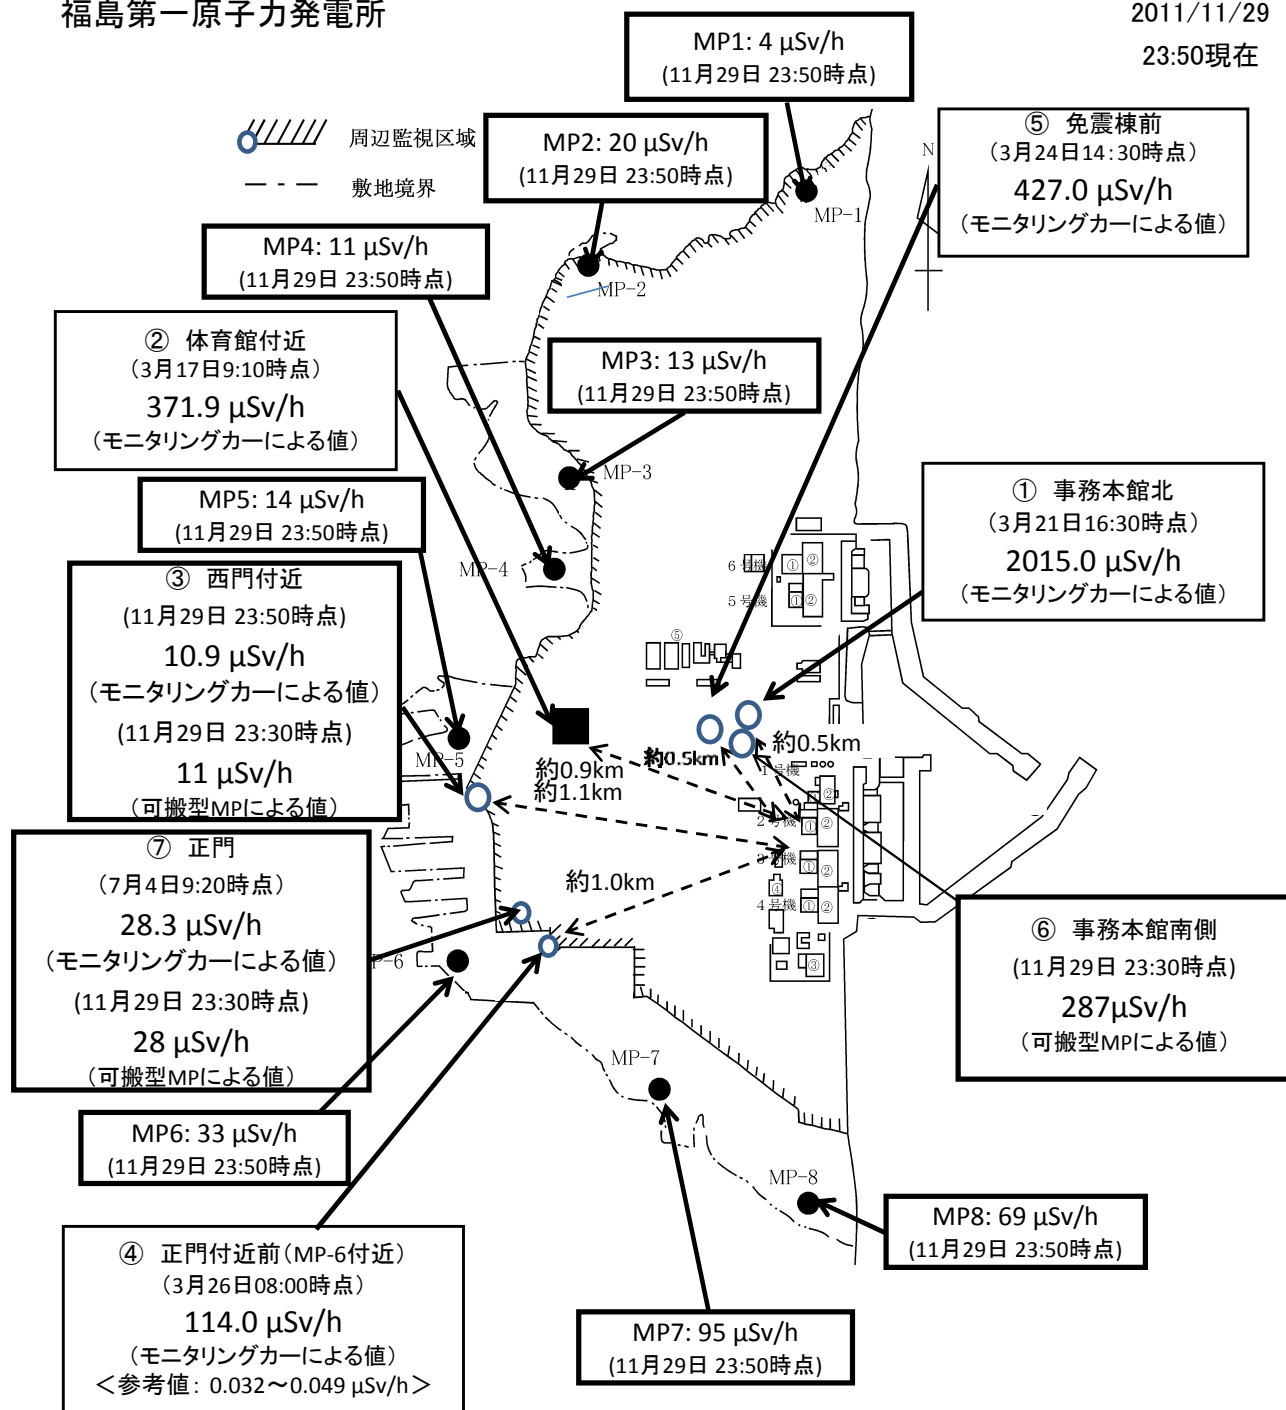 福島第一原子力発電所
2011/11/29
23:50現在
MP1: 4 μSv/h
(11月29日 23:50時点)
周辺監視区域
敷地境界
MP2: 20 μSv/h
(11月29日 23:50時点)
⑤ 免震棟前
(3月24日14:30時点)
427.0 μSv/h
(モニタリングカーによる値)
N
MP-1
MP4: 11 μSv/h
(11月29日 23:50時点)
MP-2
② 体育館付近
(3月17日9:10時点)
371.9 μSv/h
(モニタリングカーによる値)
MP3: 13 μSv/h
(11月29日 23:50時点)
MP-3
MP5: 14 μSv/h
(11月29日 23:50時点)
① 事務本館北
(3月21日16:30時点)
2015.0 μSv/h
(モニタリングカーによる値)
MP-4
6号機
①
②
5号機
①
②
③ 西門付近
(11月29日 23:50時点)
10.9 μSv/h
(モニタリングカーによる値)
(11月29日 23:30時点)
11 μSv/h
(可搬型MPによる値)
⑤
MP-5
約0.9km
約1.1km
約0.5km
約0.5km
1号機
①
②
2号機
①
②
3号機
①
②
④
4号機
①
②
③
約1.0km
⑦ 正門
(7月4日9:20時点)
28.3 μSv/h
(モニタリングカーによる値)
(11月29日 23:30時点)
28 μSv/h
(可搬型MPによる値)
P-6
⑥ 事務本館南側
(11月29日 23:30時点)
287μSv/h
(可搬型MPによる値)
MP-7
MP6: 33 μSv/h
(11月29日 23:50時点)
MP-8
MP8: 69 μSv/h
(11月29日 23:50時点)
④ 正門付近前(MP-6付近)
(3月26日08:00時点)
114.0 μSv/h
(モニタリングカーによる値)
<参考値: 0.032～0.049 μSv/h>
MP7: 95 μSv/h
(11月29日 23:50時点)